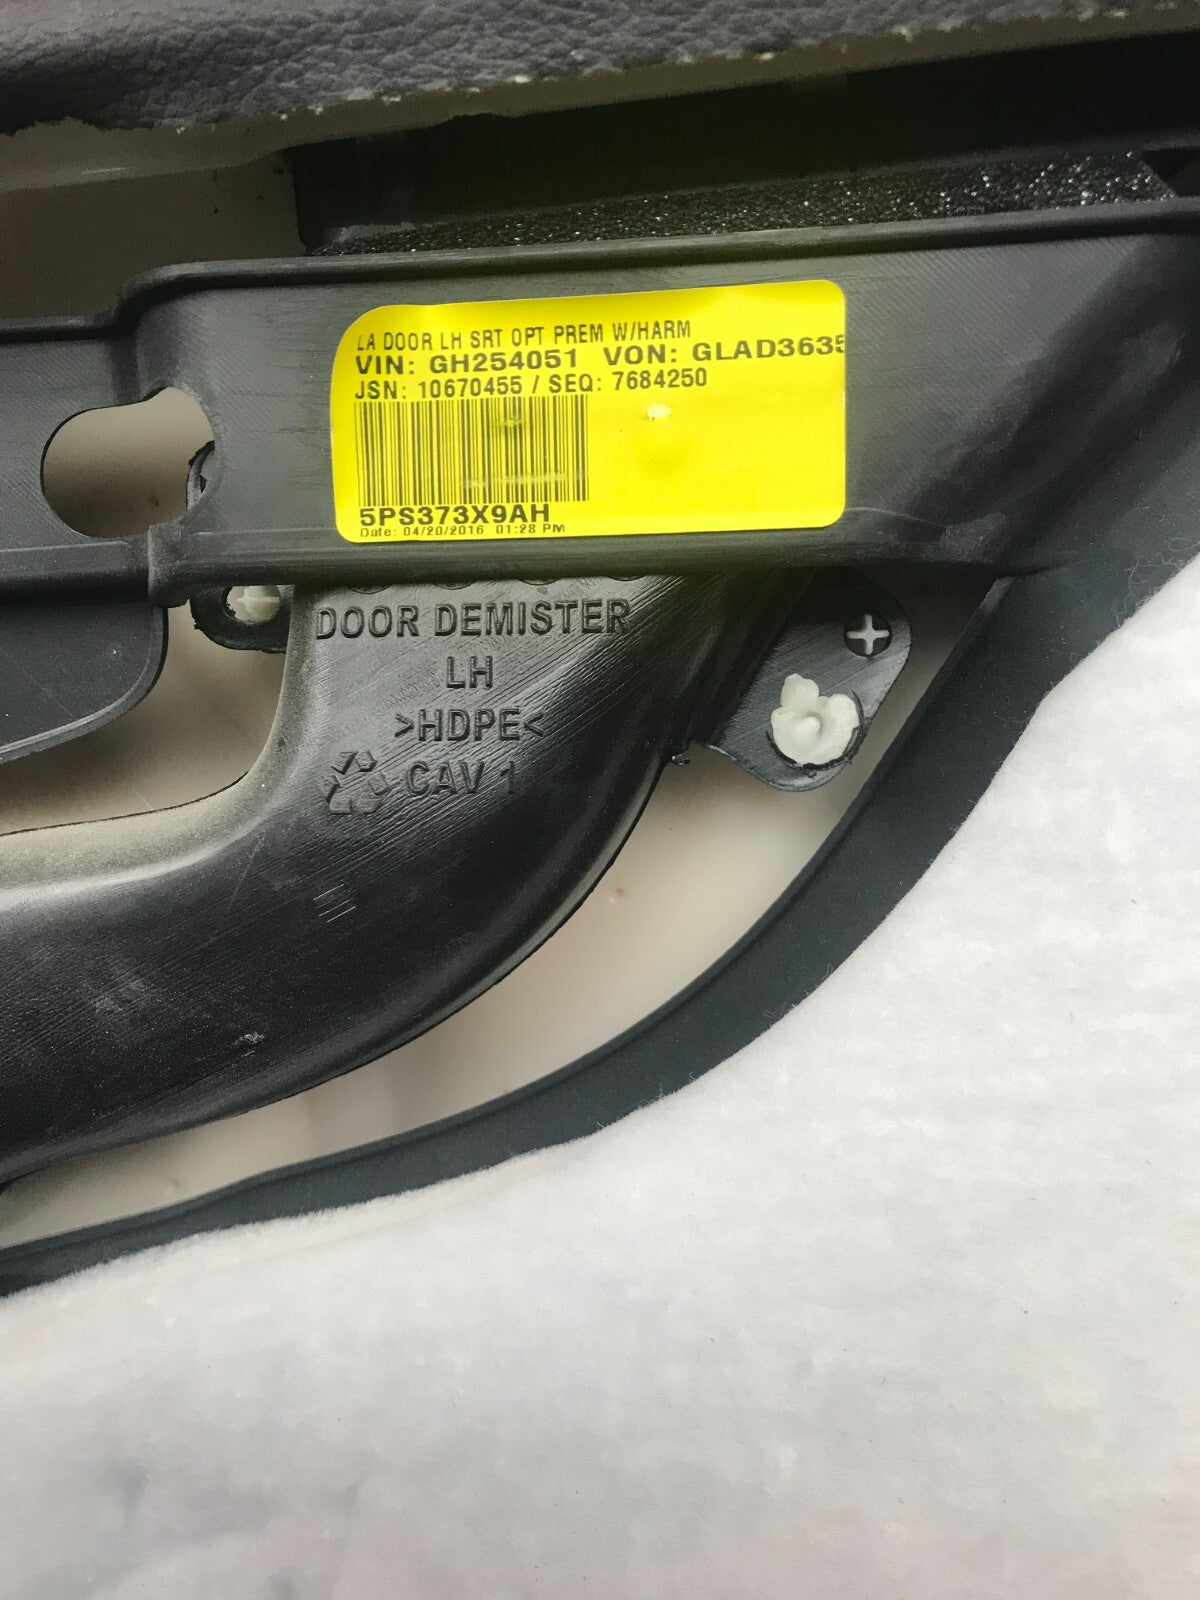 LA DOOR LH SRT OPT PREM W/HARM
VIN: GH254051 VON: GLAD3635
JSN: 10670455 / SEQ: 7684250
5PS373X9AH
Date: 04/20/2016 01:28 PM
DOOR DEMISTER
LH
>HDPE<
CAV 1